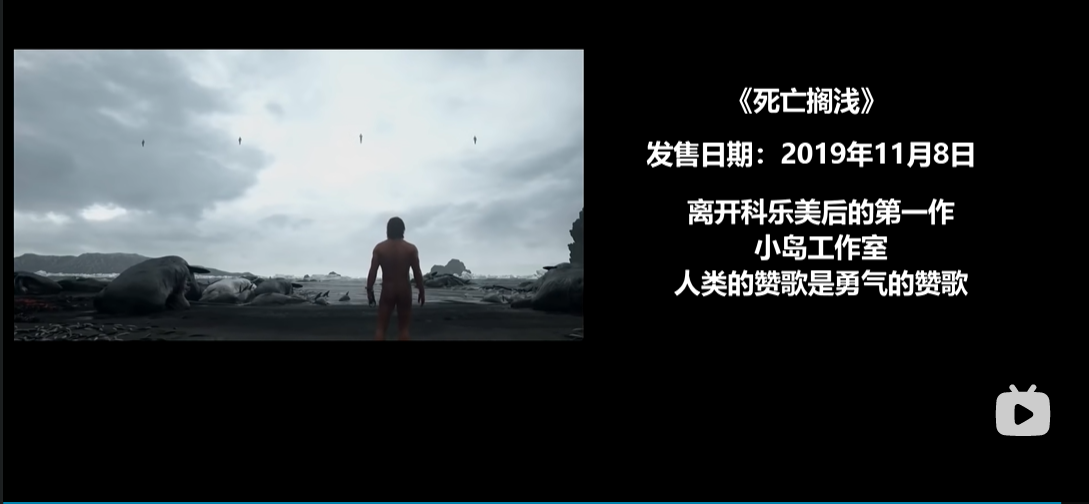 《死亡搁浅》
发售日期：2019年11月8日
离开科乐美后的第一作
小岛工作室
人类的赞歌是勇气的赞歌